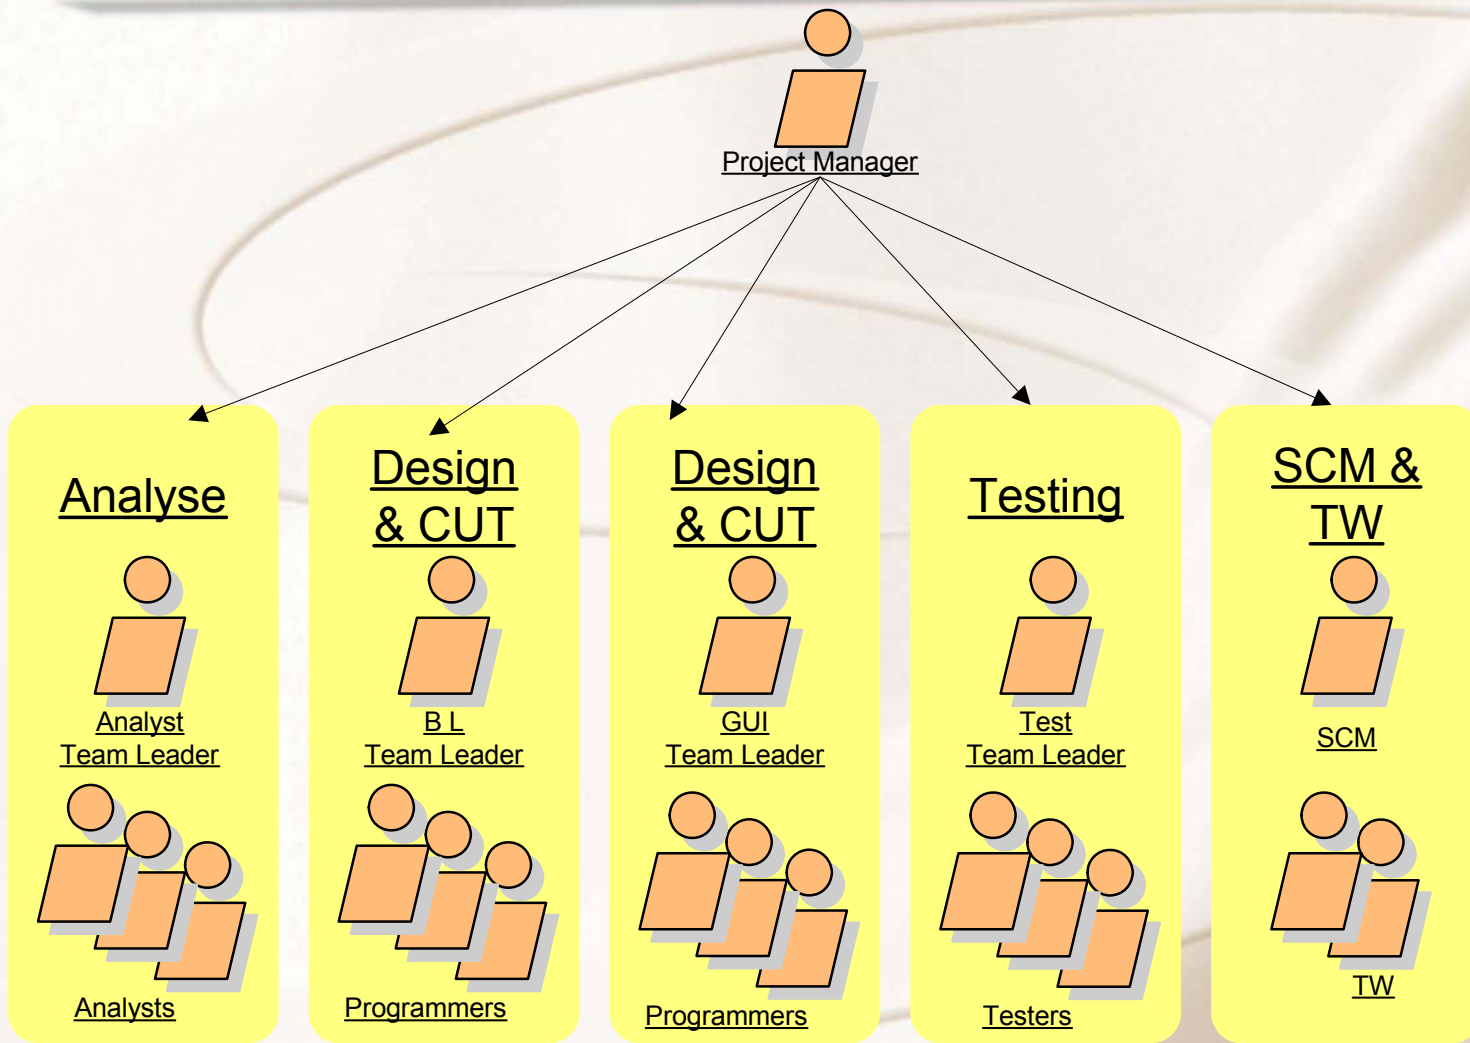 Project Manager
Analyse
Analyst
Team Leader
Analysts
Design
& CUT
B L
Team Leader
Programmers
Design
& CUT
GUI
Team Leader
Programmers
Testing
Test
Team Leader
Testers
SCM &
TW
SCM
TW